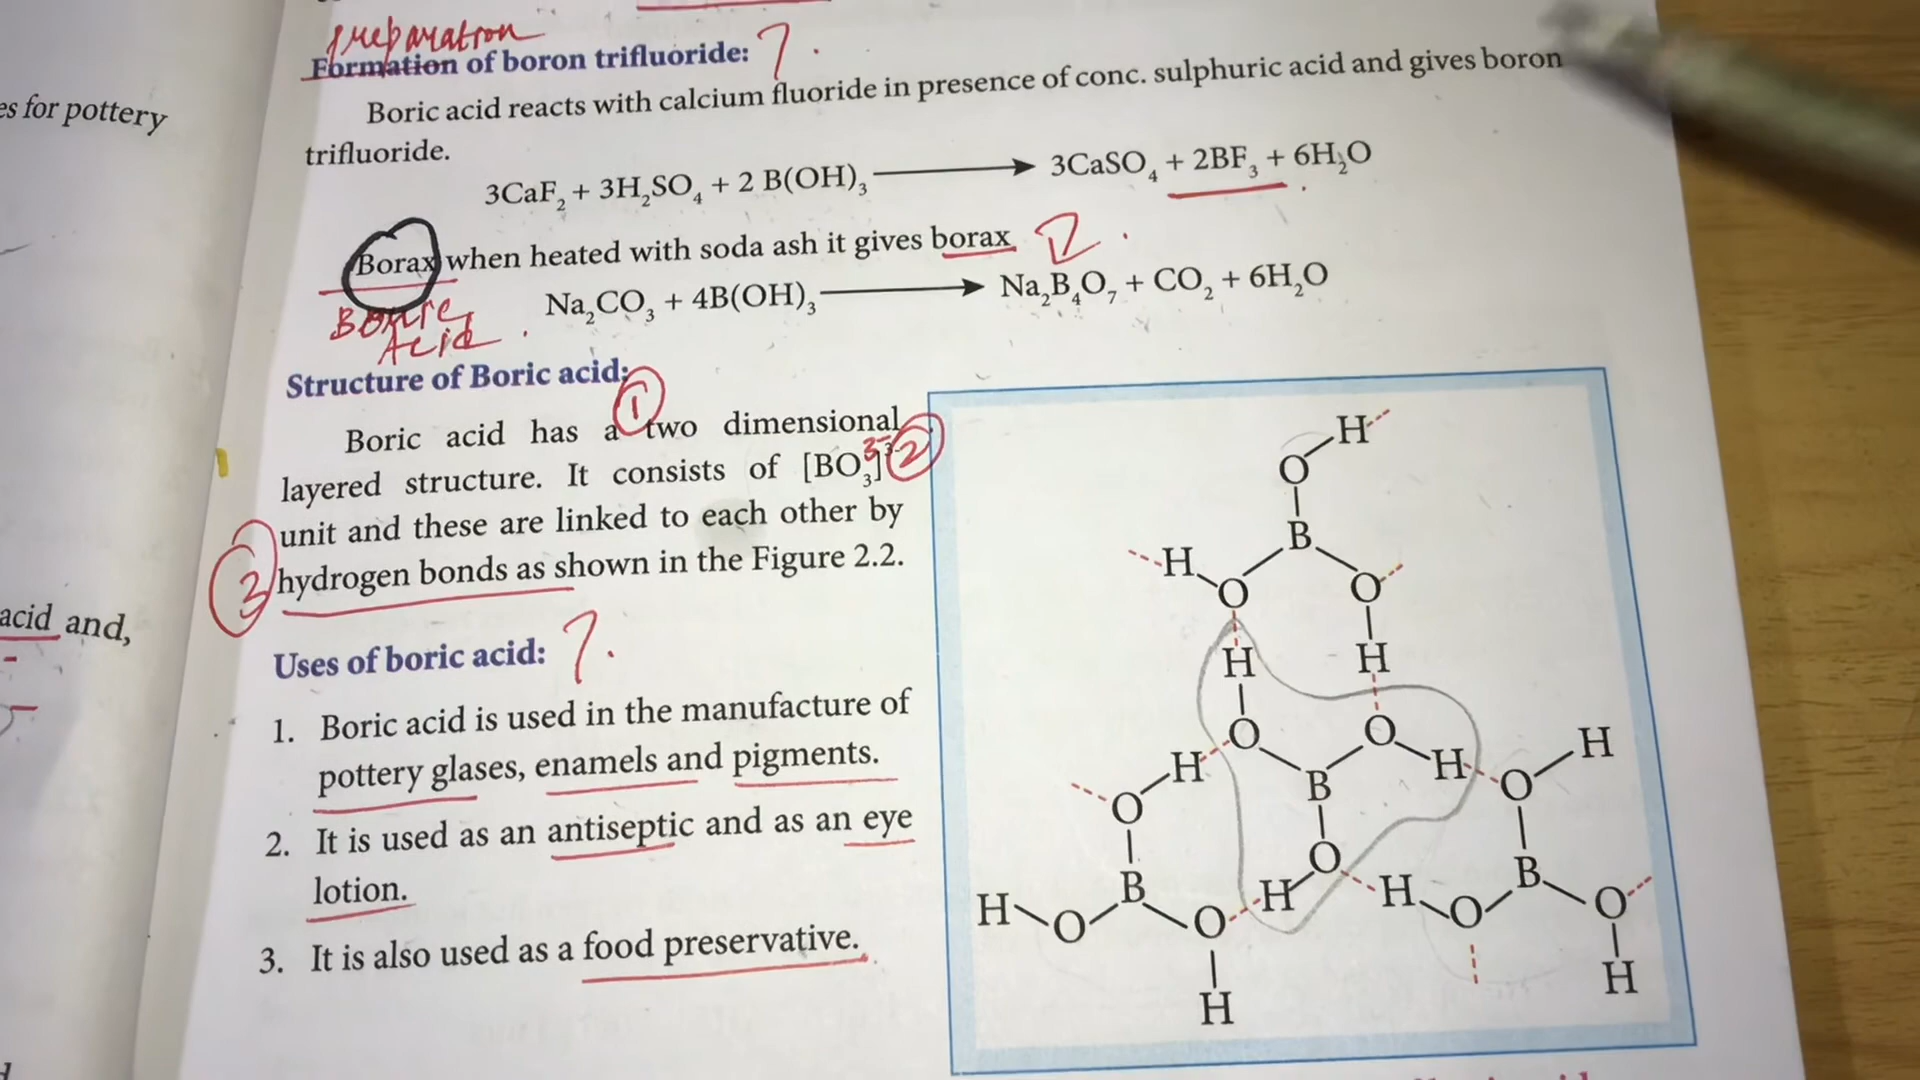 preparation
Formation of boron trifluoride: ?
Boric acid reacts with calcium fluoride in presence of conc. sulphuric acid and gives boron
trifluoride.
3CaF₂ + 3H₂SO₄ + 2 B(OH)₃ ⟶ 3CaSO₄ + 2BF₃ + 6H₂O
Borax when heated with soda ash it gives borax
Na₂CO₃ + 4B(OH)₃ ⟶ Na₂B₄O₇ + CO₂ + 6H₂O
Acid
Structure of Boric acid:
1
Boric acid has a two dimensional
layered structure. It consists of [BO₃]³⁻
3-
2
unit and these are linked to each other by
hydrogen bonds as shown in the Figure 2.2.
3
Uses of boric acid: ?
1. Boric acid is used in the manufacture of
pottery glases, enamels and pigments.
2. It is used as an antiseptic and as an eye
lotion.
3. It is also used as a food preservative.
es for pottery
acid and,
H
O
B
H O O
H H
O O H H
H B O
O O
B H B O
H O O H O
H H